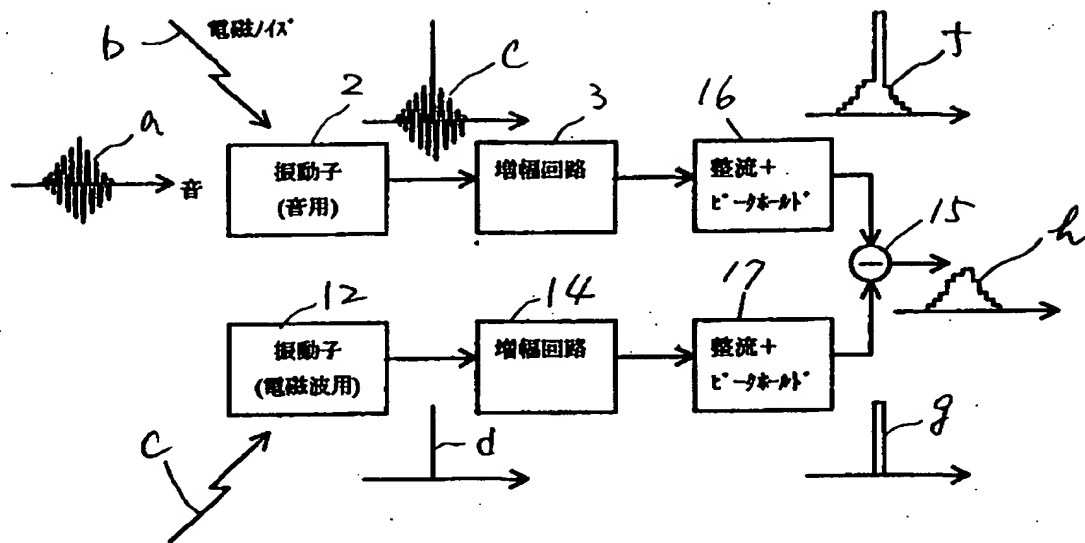 b
電磁ノイズ
a
音
2
振動子
(音用)
c
3
増幅回路
16
整流+
ピークホールド
f
15
h
12
振動子
(電磁波用)
14
増幅回路
17
整流+
ピークホールド
c
d
g